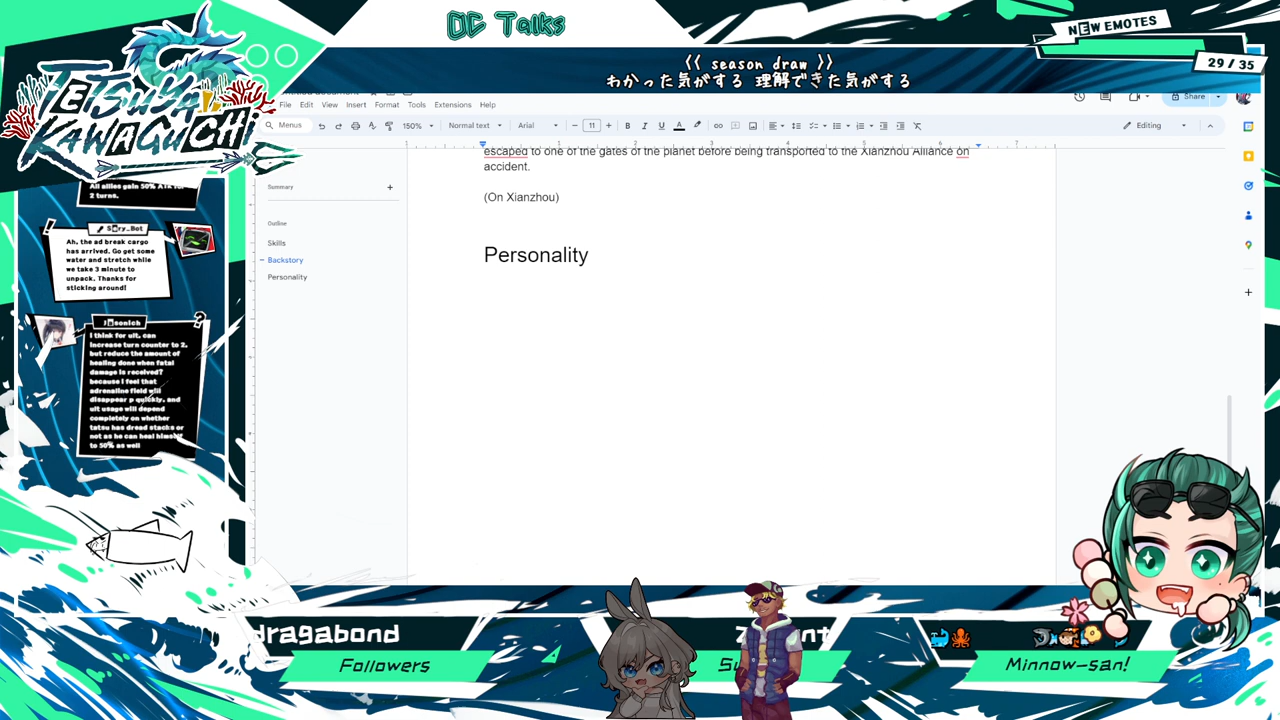 OC Talks
NEW EMOTES
29 / 35
TETSUYA
KAWAGUCHI
《 season draw 》
わかった気がする 理解できた気がする
File Edit View Insert Format Tools Extensions Help
Share
Menus
150%
Normal text
Arial
11
Editing
escaped to one of the gates of the planet before being transported to the Xianzhou Alliance on
accident.
(On Xianzhou)
Personality
Summary
Outline
Skills
Backstory
Personality
All allies gain 50% ATK for
2 turns.
Ah, the ad break cargo
has arrived. Go get some
water and stretch while
we take 3 minute to
unpack. Thanks for
sticking around!
I think for ult, can
increase turn counter to 2,
but reduce the amount of
healing done when fatal
damage is received?
because i feel that
adrenaline field will
disappear p quickly, and
ult usage will depend
completely on whether
tatsu has dread stacks or
not as he can heal himself
to 50% as well
dragabond
Followers
Minnow-san!